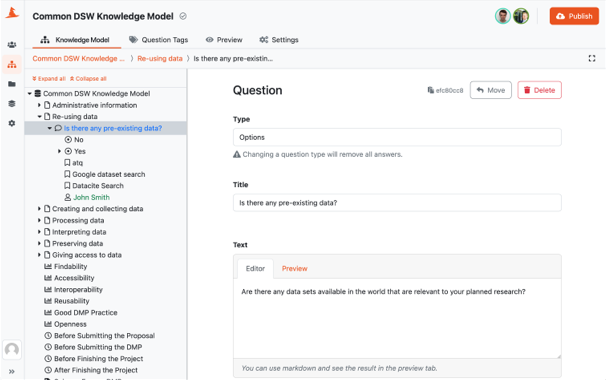 Common DSW Knowledge Model
Publish
Knowledge Model
Question Tags
Preview
Settings
Common DSW Knowledge ... 〉 Re-using data 〉 Is there any pre-existin...
Expand all
Collapse all
Common DSW Knowledge Model
Administrative information
Re-using data
Is there any pre-existing data?
No
Yes
atq
Google dataset search
Datacite Search
John Smith
Creating and collecting data
Processing data
Interpreting data
Preserving data
Giving access to data
Findability
Accessibility
Interoperability
Reusability
Good DMP Practice
Openness
Before Submitting the Proposal
Before Submitting the DMP
Before Finishing the Project
After Finishing the Project
Question
efc80cc8
Move
Delete
Type
Options
Changing a question type will remove all answers.
Title
Is there any pre-existing data?
Text
Editor
Preview
Are there any data sets available in the world that are relevant to your planned research?
You can use markdown and see the result in the preview tab.